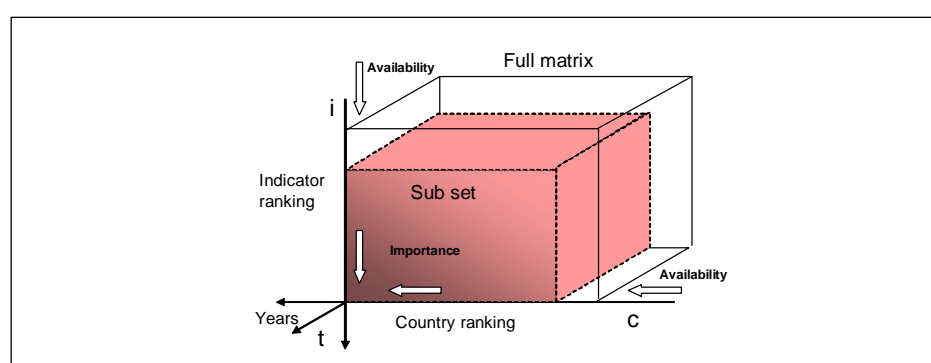 Full matrix
Availability
i
Indicator
ranking
Sub set
Importance
Availability
Years
Country ranking
c
t